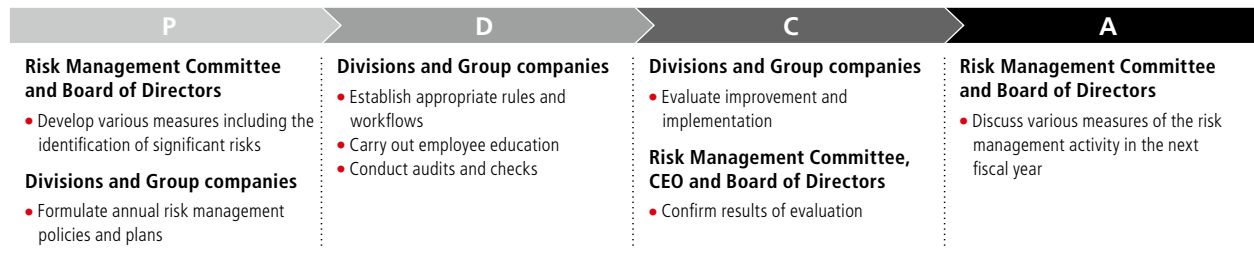 P
D
C
A
Risk Management Committee
and Board of Directors
• Develop various measures including the
identification of significant risks
Divisions and Group companies
• Formulate annual risk management
policies and plans
Divisions and Group companies
• Establish appropriate rules and
workflows
• Carry out employee education
• Conduct audits and checks
Divisions and Group companies
• Evaluate improvement and
implementation
Risk Management Committee,
CEO and Board of Directors
• Confirm results of evaluation
Risk Management Committee
and Board of Directors
• Discuss various measures of the risk
management activity in the next
fiscal year